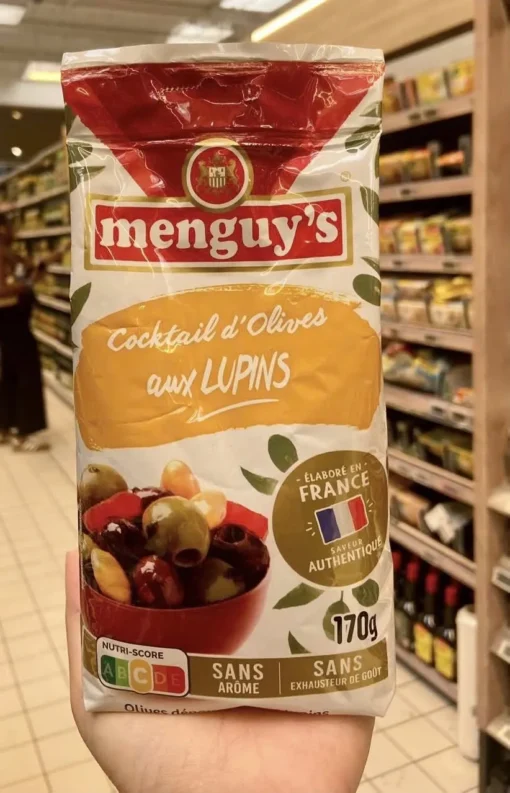 menguy's
Cocktail d'Olives
aux LUPINS
ÉLABORÉ EN
FRANCE
SAVEUR
AUTHENTIQUE
170g
NUTRI-SCORE
A B C D E
SANS
ARÔME
SANS
EXHAUSTEUR DE GOÛT
Olives